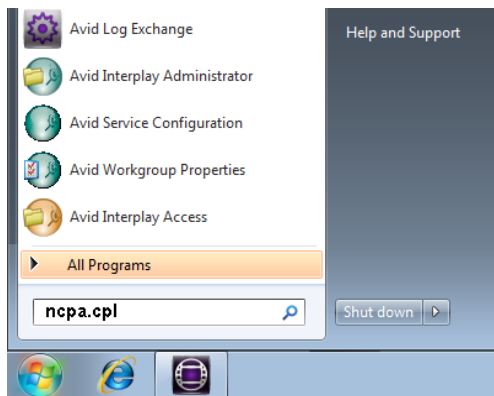 Avid Log Exchange
Help and Support
Avid Interplay Administrator
Avid Service Configuration
Avid Workgroup Properties
Avid Interplay Access
All Programs
ncpa.cpl
Shut down